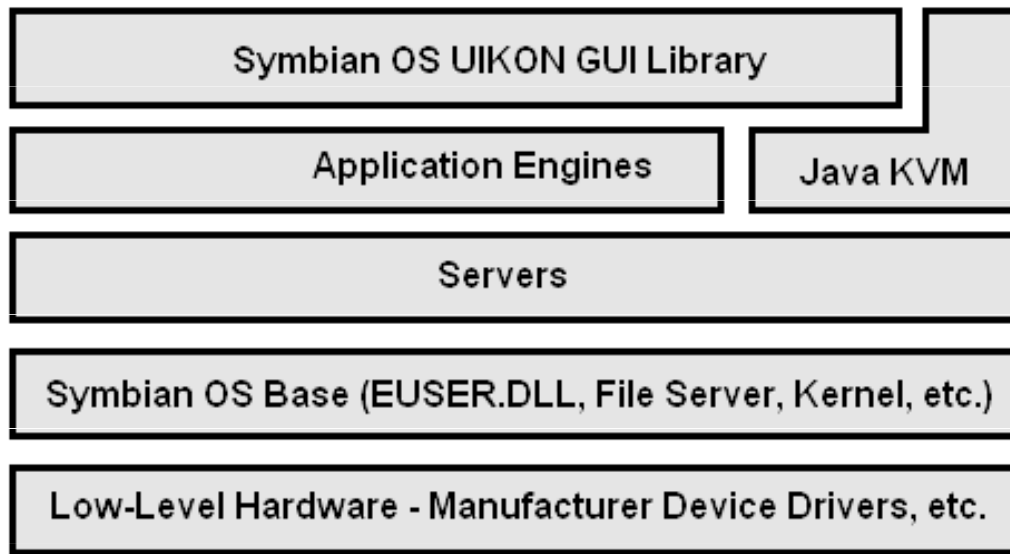 Symbian OS UIKON GUI Library
Application Engines
Java KVM
Servers
Symbian OS Base (EUSER.DLL, File Server, Kernel, etc.)
Low-Level Hardware - Manufacturer Device Drivers, etc.